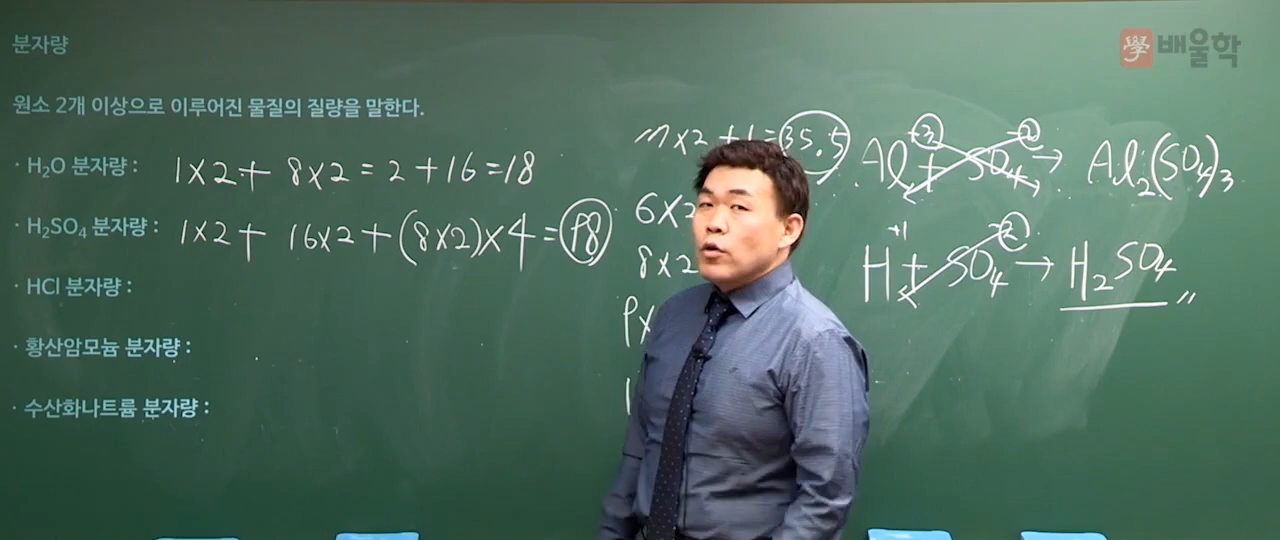 분자량
學 배울학
원소 2개 이상으로 이루어진 물질의 질량을 말한다.
· H₂O 분자량 : 1×2+ 8×2=2+16=18
· H₂SO₄ 분자량 : 1×2+ 16×2+(8×2)×4=98
· HCl 분자량 :
· 황산암모늄 분자량 :
· 수산화나트륨 분자량 :
17×2+1=35.5
6×2
8×2
Al + SO₄ → Al₂(SO₄)₃
+1
H + SO₄ → H₂SO₄ 〃